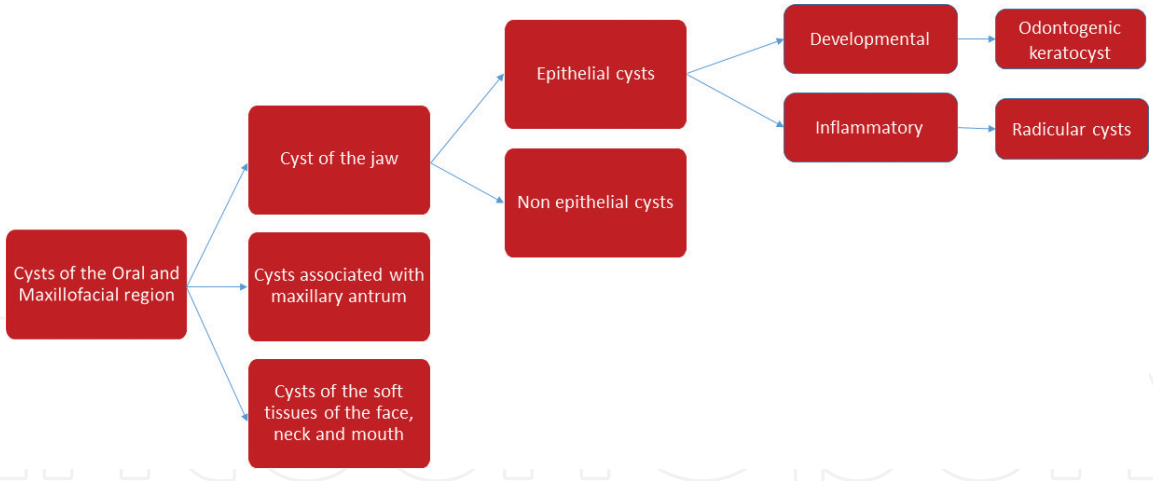 Cysts of the Oral and
Maxillofacial region
Cyst of the jaw
Cysts associated with
maxillary antrum
Cysts of the soft
tissues of the face,
neck and mouth
Epithelial cysts
Non epithelial cysts
Developmental
Inflammatory
Odontogenic
keratocyst
Radicular cysts